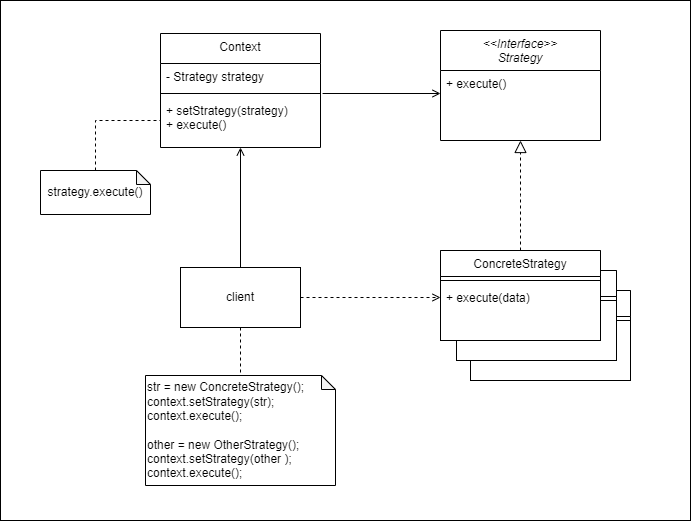 Context
- Strategy strategy
+ setStrategy(strategy)
+ execute()
<<Interface>>
Strategy
+ execute()
strategy.execute()
client
ConcreteStrategy
+ execute(data)
str = new ConcreteStrategy();
context.setStrategy(str);
context.execute();
other = new OtherStrategy();
context.setStrategy(other );
context.execute();